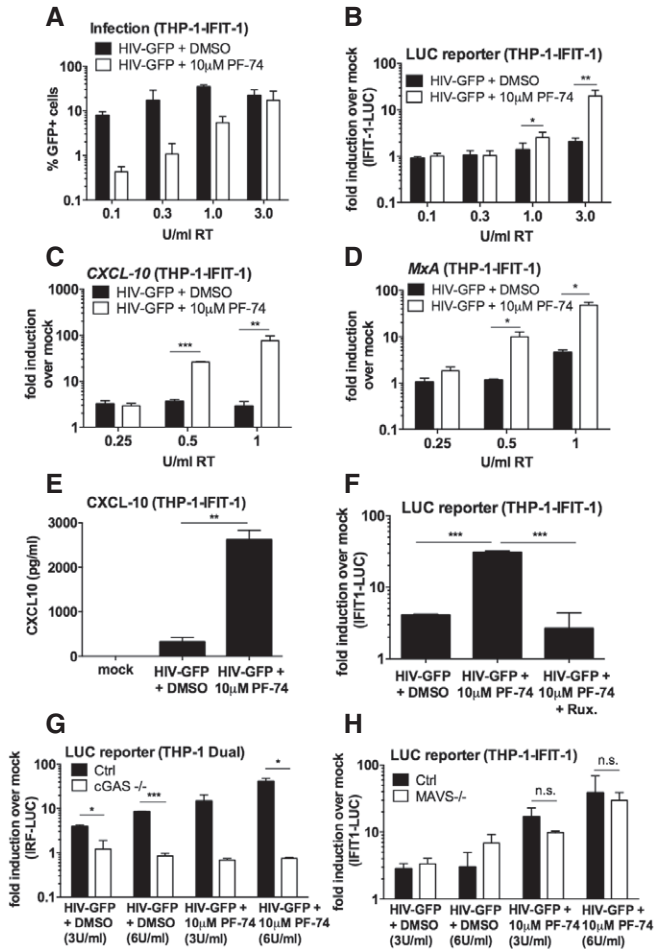 A
Infection (THP-1-IFIT-1)
HIV-GFP + DMSO
HIV-GFP + 10μM PF-74
% GFP+ cells
100
10
1
0.1
0.1 0.3 1.0 3.0
U/ml RT
B
LUC reporter (THP-1-IFIT-1)
HIV-GFP + DMSO
HIV-GFP + 10μM PF-74
fold induction over mock
(IFIT-1-LUC)
100
10
1
0.1
* **
0.1 0.3 1.0 3.0
U/ml RT
C
CXCL-10 (THP-1-IFIT-1)
HIV-GFP + DMSO
HIV-GFP + 10μM PF-74
fold induction
over mock
1000
100
10
1
*** **
0.25 0.5 1
U/ml RT
D
MxA (THP-1-IFIT-1)
HIV-GFP + DMSO
HIV-GFP + 10μM PF-74
fold induction
over mock
100
10
1
0.1
* *
0.25 0.5 1
U/ml RT
E
CXCL-10 (THP-1-IFIT-1)
CXCL10 (pg/ml)
3000
2000
1000
0
**
mock HIV-GFP + DMSO HIV-GFP + 10μM PF-74
F
LUC reporter (THP-1-IFIT-1)
fold induction over mock
(IFIT1-LUC)
100
10
1
*** ***
HIV-GFP + DMSO HIV-GFP + 10μM PF-74 HIV-GFP + 10μM PF-74 + Rux.
G
LUC reporter (THP-1 Dual)
Ctrl
cGAS -/-
fold induction over mock
(IRF-LUC)
100
10
1
0.1
* *** *
HIV-GFP HIV-GFP HIV-GFP + HIV-GFP +
+ DMSO + DMSO 10μM PF-74 10μM PF-74
(3U/ml) (6U/ml) (3U/ml) (6U/ml)
H
LUC reporter (THP-1-IFIT-1)
Ctrl
MAVS-/-
fold induction over mock
(IFIT1-LUC)
100
10
1
n.s. n.s.
HIV-GFP HIV-GFP HIV-GFP + HIV-GFP +
+ DMSO + DMSO 10μM PF-74 10μM PF-74
(3U/ml) (6U/ml) (3U/ml) (6U/ml)